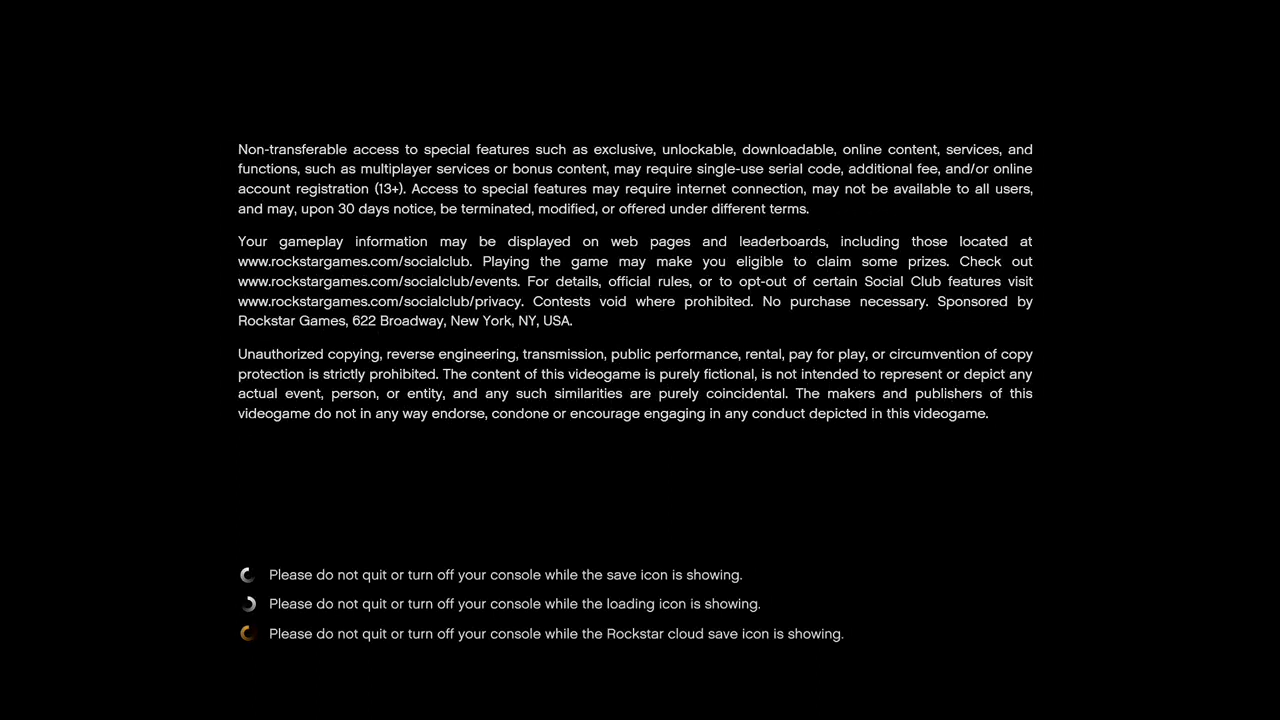 Non-transferable access to special features such as exclusive, unlockable, downloadable, online content, services, and
functions, such as multiplayer services or bonus content, may require single-use serial code, additional fee, and/or online
account registration (13+). Access to special features may require internet connection, may not be available to all users,
and may, upon 30 days notice, be terminated, modified, or offered under different terms.
Your gameplay information may be displayed on web pages and leaderboards, including those located at
www.rockstargames.com/socialclub. Playing the game may make you eligible to claim some prizes. Check out
www.rockstargames.com/socialclub/events. For details, official rules, or to opt-out of certain Social Club features visit
www.rockstargames.com/socialclub/privacy. Contests void where prohibited. No purchase necessary. Sponsored by
Rockstar Games, 622 Broadway, New York, NY, USA.
Unauthorized copying, reverse engineering, transmission, public performance, rental, pay for play, or circumvention of copy
protection is strictly prohibited. The content of this videogame is purely fictional, is not intended to represent or depict any
actual event, person, or entity, and any such similarities are purely coincidental. The makers and publishers of this
videogame do not in any way endorse, condone or encourage engaging in any conduct depicted in this videogame.
Please do not quit or turn off your console while the save icon is showing.
Please do not quit or turn off your console while the loading icon is showing.
Please do not quit or turn off your console while the Rockstar cloud save icon is showing.